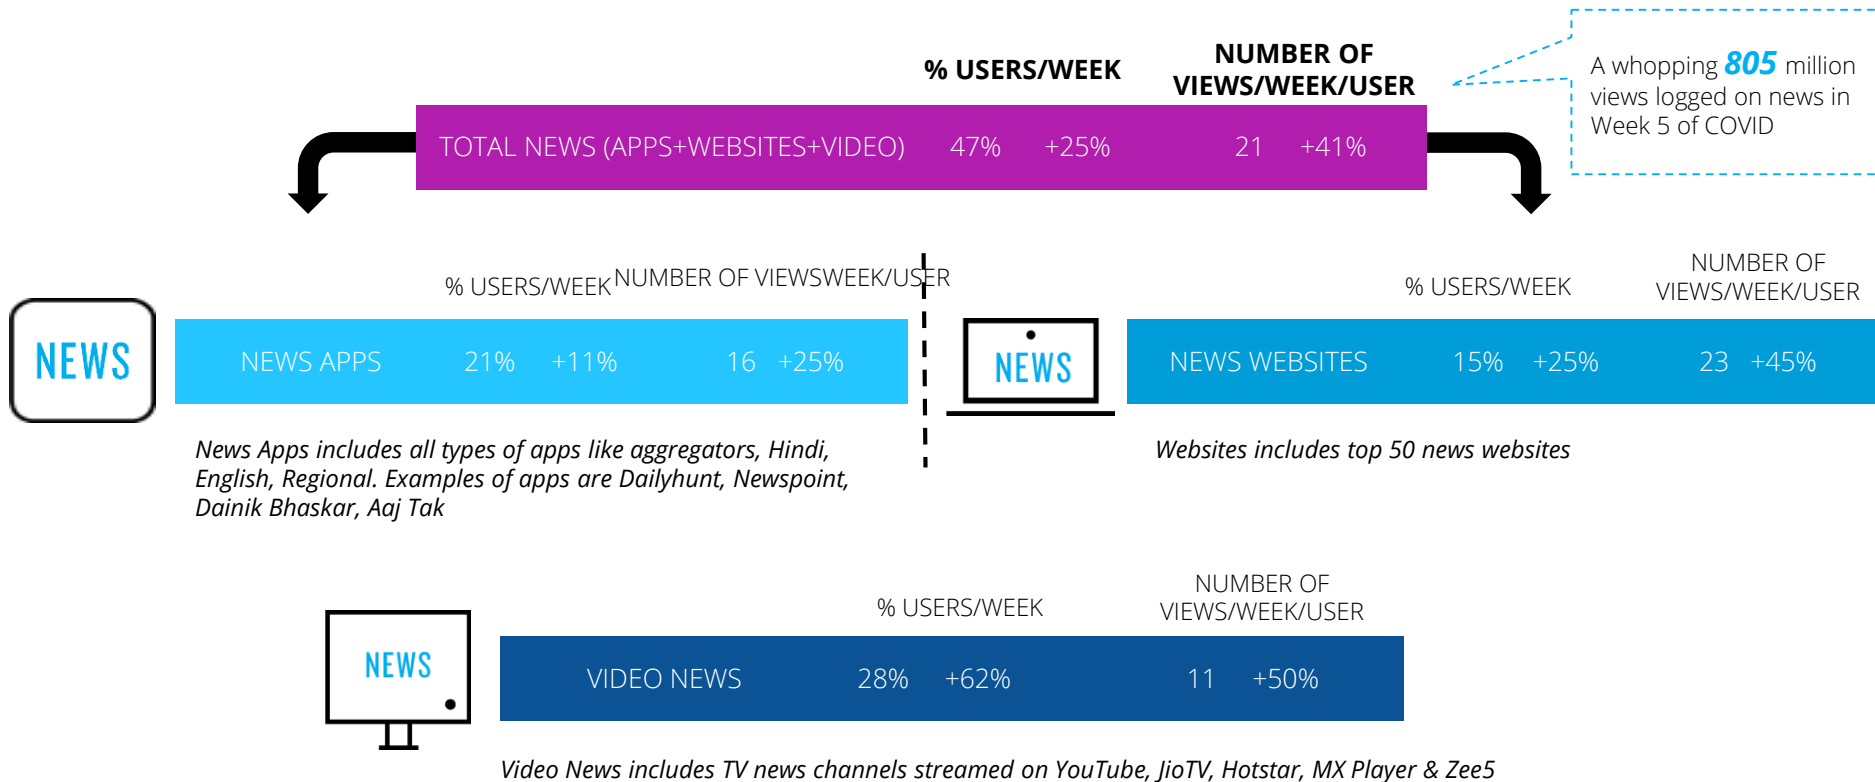 % USERS/WEEK
NUMBER OF
VIEWS/WEEK/USER
A whopping 805 million
views logged on news in
Week 5 of COVID
TOTAL NEWS (APPS+WEBSITES+VIDEO) 47% +25% 21 +41%
% USERS/WEEK NUMBER OF VIEWSWEEK/USER
% USERS/WEEK
NUMBER OF
VIEWS/WEEK/USER
NEWS
NEWS APPS 21% +11% 16 +25%
NEWS
NEWS WEBSITES 15% +25% 23 +45%
News Apps includes all types of apps like aggregators, Hindi,
English, Regional. Examples of apps are Dailyhunt, Newspoint,
Dainik Bhaskar, Aaj Tak
Websites includes top 50 news websites
% USERS/WEEK
NUMBER OF
VIEWS/WEEK/USER
NEWS
VIDEO NEWS 28% +62% 11 +50%
Video News includes TV news channels streamed on YouTube, JioTV, Hotstar, MX Player & Zee5